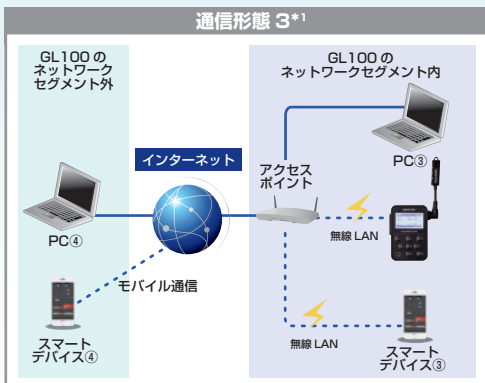 通信形態 3*1
GL100 の
ネットワーク
セグメント外
GL100 の
ネットワークセグメント内
インターネット
アクセス
ポイント
PC③
PC④
無線 LAN
モバイル通信
スマート
デバイス④
無線 LAN
スマート
デバイス③